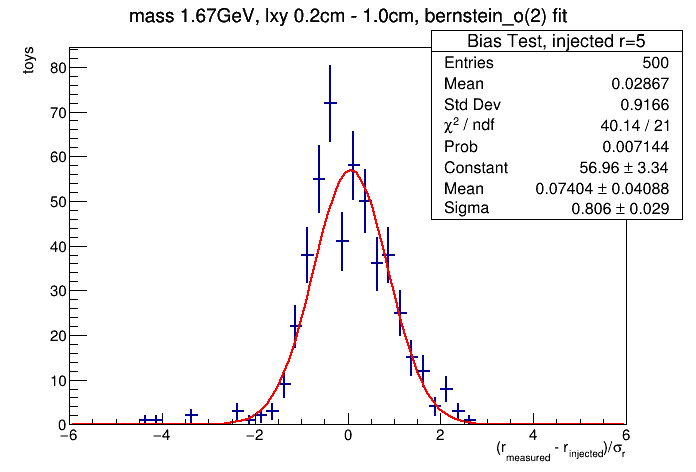 mass 1.67GeV, lxy 0.2cm - 1.0cm, bernstein_o(2) fit
toys
Bias Test, injected r=5
Entries 500
Mean 0.02867
Std Dev 0.9166
χ² / ndf 40.14 / 21
Prob 0.007144
Constant 56.96 ± 3.34
Mean 0.07404 ± 0.04088
Sigma 0.806 ± 0.029
80
70
60
50
40
30
20
10
0
−6 −4 −2 0 2 4 6
(r_measured - r_injected)/σ_r